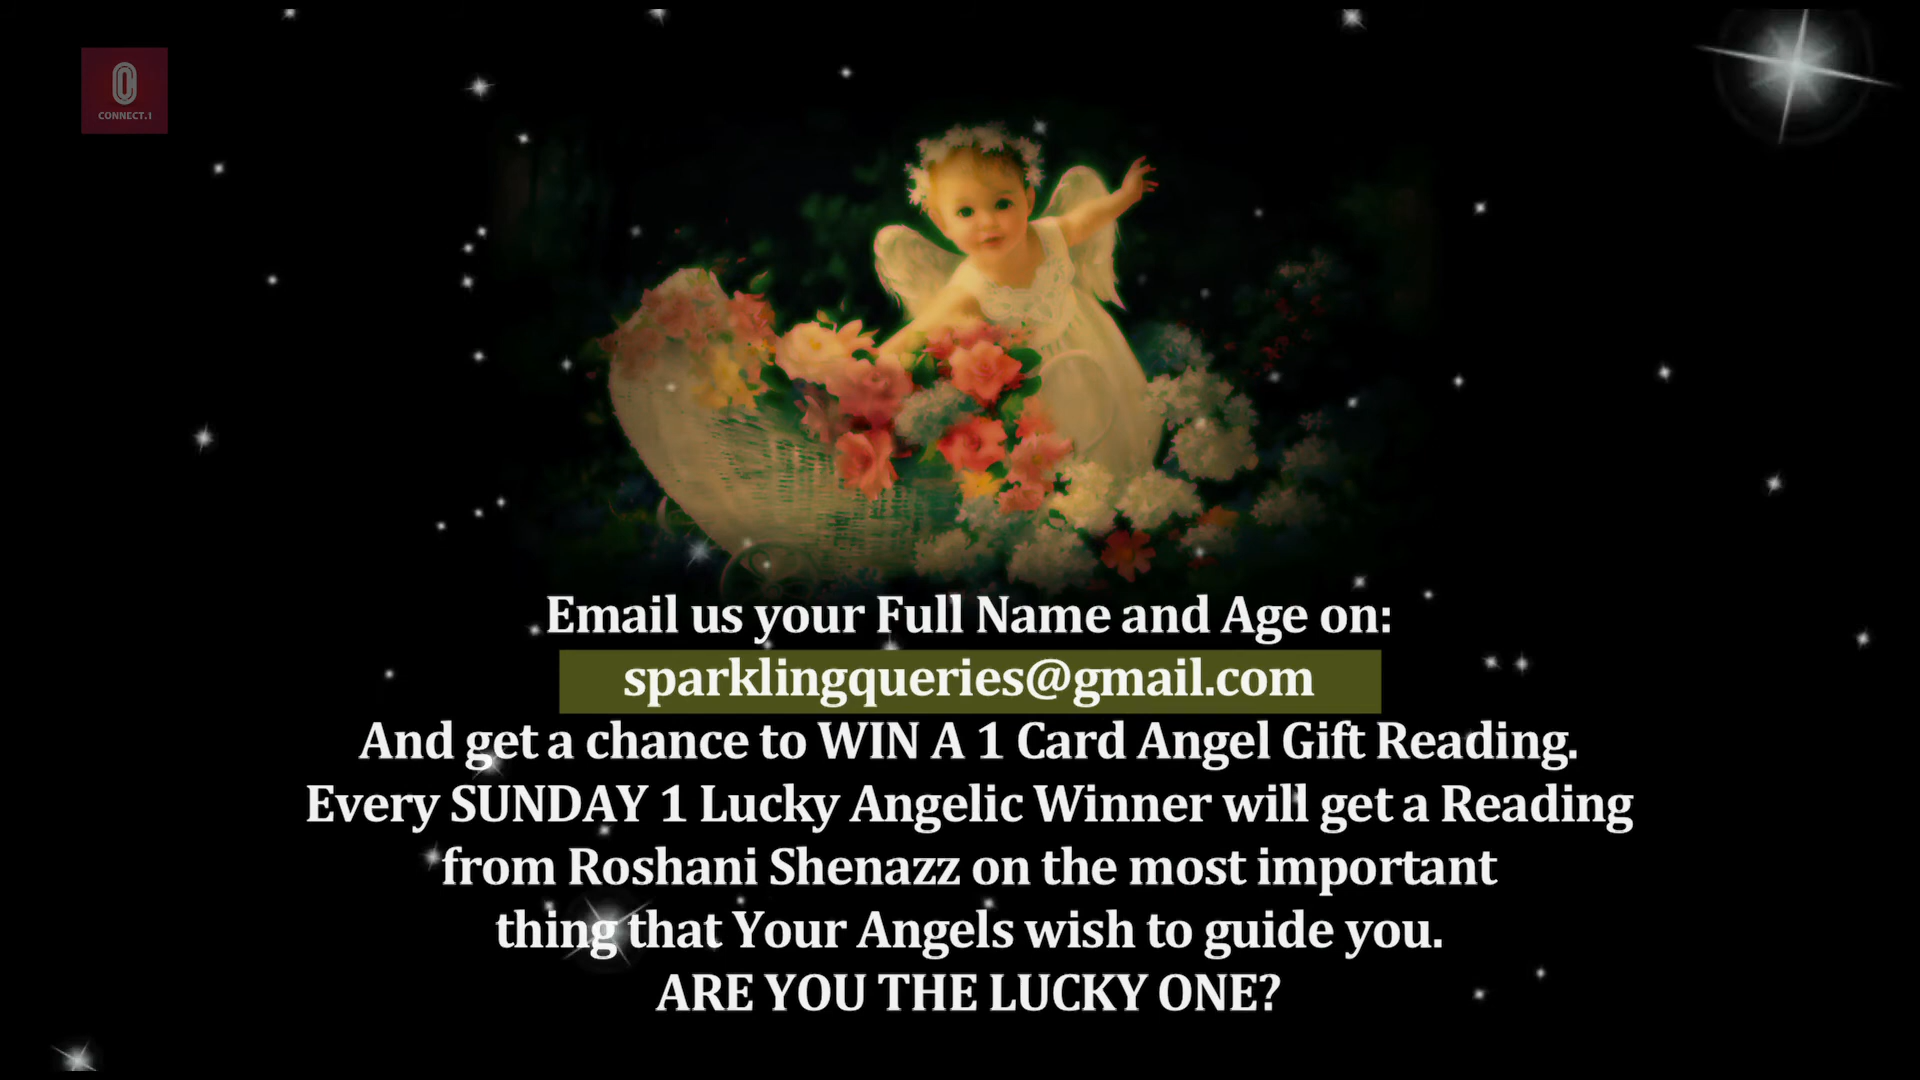 CONNECT.1
Email us your Full Name and Age on:
sparklingqueries@gmail.com
And get a chance to WIN A 1 Card Angel Gift Reading.
Every SUNDAY 1 Lucky Angelic Winner will get a Reading
from Roshani Shenazz on the most important
thing that Your Angels wish to guide you.
ARE YOU THE LUCKY ONE?